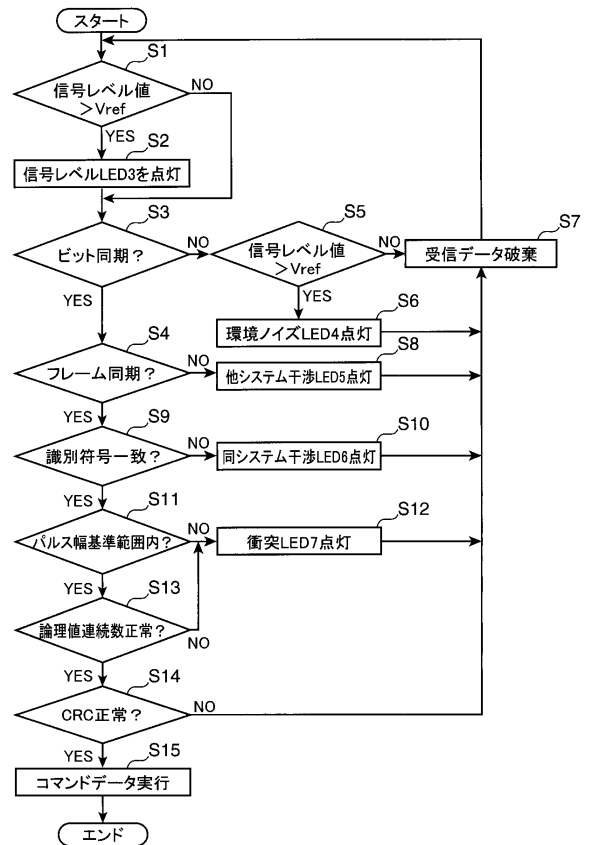 スタート
S1
信号レベル値
>Vref
NO
YES
S2
信号レベルLED3を点灯
S3
ビット同期?
NO
YES
S5
信号レベル値
>Vref
NO
YES
S7
受信データ破棄
S6
環境ノイズLED4点灯
S4
フレーム同期?
NO
YES
S8
他システム干渉LED5点灯
S9
識別符号一致?
NO
YES
S10
同システム干渉LED6点灯
S11
パルス幅基準範囲内?
NO
YES
S12
衝突LED7点灯
S13
論理値連続数正常?
NO
YES
S14
CRC正常?
NO
YES
S15
コマンドデータ実行
エンド